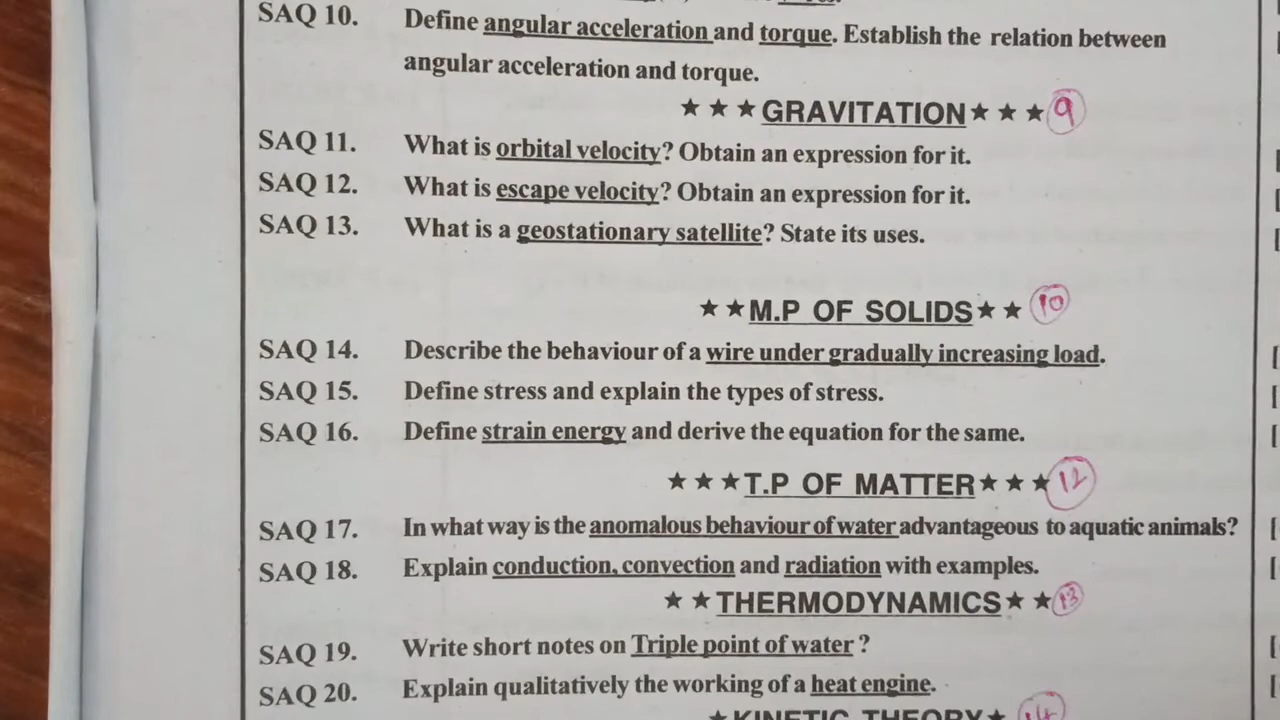 SAQ 10. Define angular acceleration and torque. Establish the relation between
angular acceleration and torque.
★ ★ ★ GRAVITATION ★ ★ ★ 9
SAQ 11. What is orbital velocity? Obtain an expression for it.
SAQ 12. What is escape velocity? Obtain an expression for it.
SAQ 13. What is a geostationary satellite? State its uses.
★ ★ M.P OF SOLIDS ★ ★ 10
SAQ 14. Describe the behaviour of a wire under gradually increasing load.
SAQ 15. Define stress and explain the types of stress.
SAQ 16. Define strain energy and derive the equation for the same.
★ ★ ★ T.P OF MATTER ★ ★ ★ 12
SAQ 17. In what way is the anomalous behaviour of water advantageous to aquatic animals?
SAQ 18. Explain conduction, convection and radiation with examples.
★ ★ THERMODYNAMICS ★ ★ 13
SAQ 19. Write short notes on Triple point of water ?
SAQ 20. Explain qualitatively the working of a heat engine.
★ KINETIC THEORY ★ 14